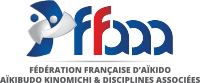 ffaaa
FÉDÉRATION FRANÇAISE D'AÏKIDO
AÏKIBUDO KINOMICHI & DISCIPLINES ASSOCIÉES